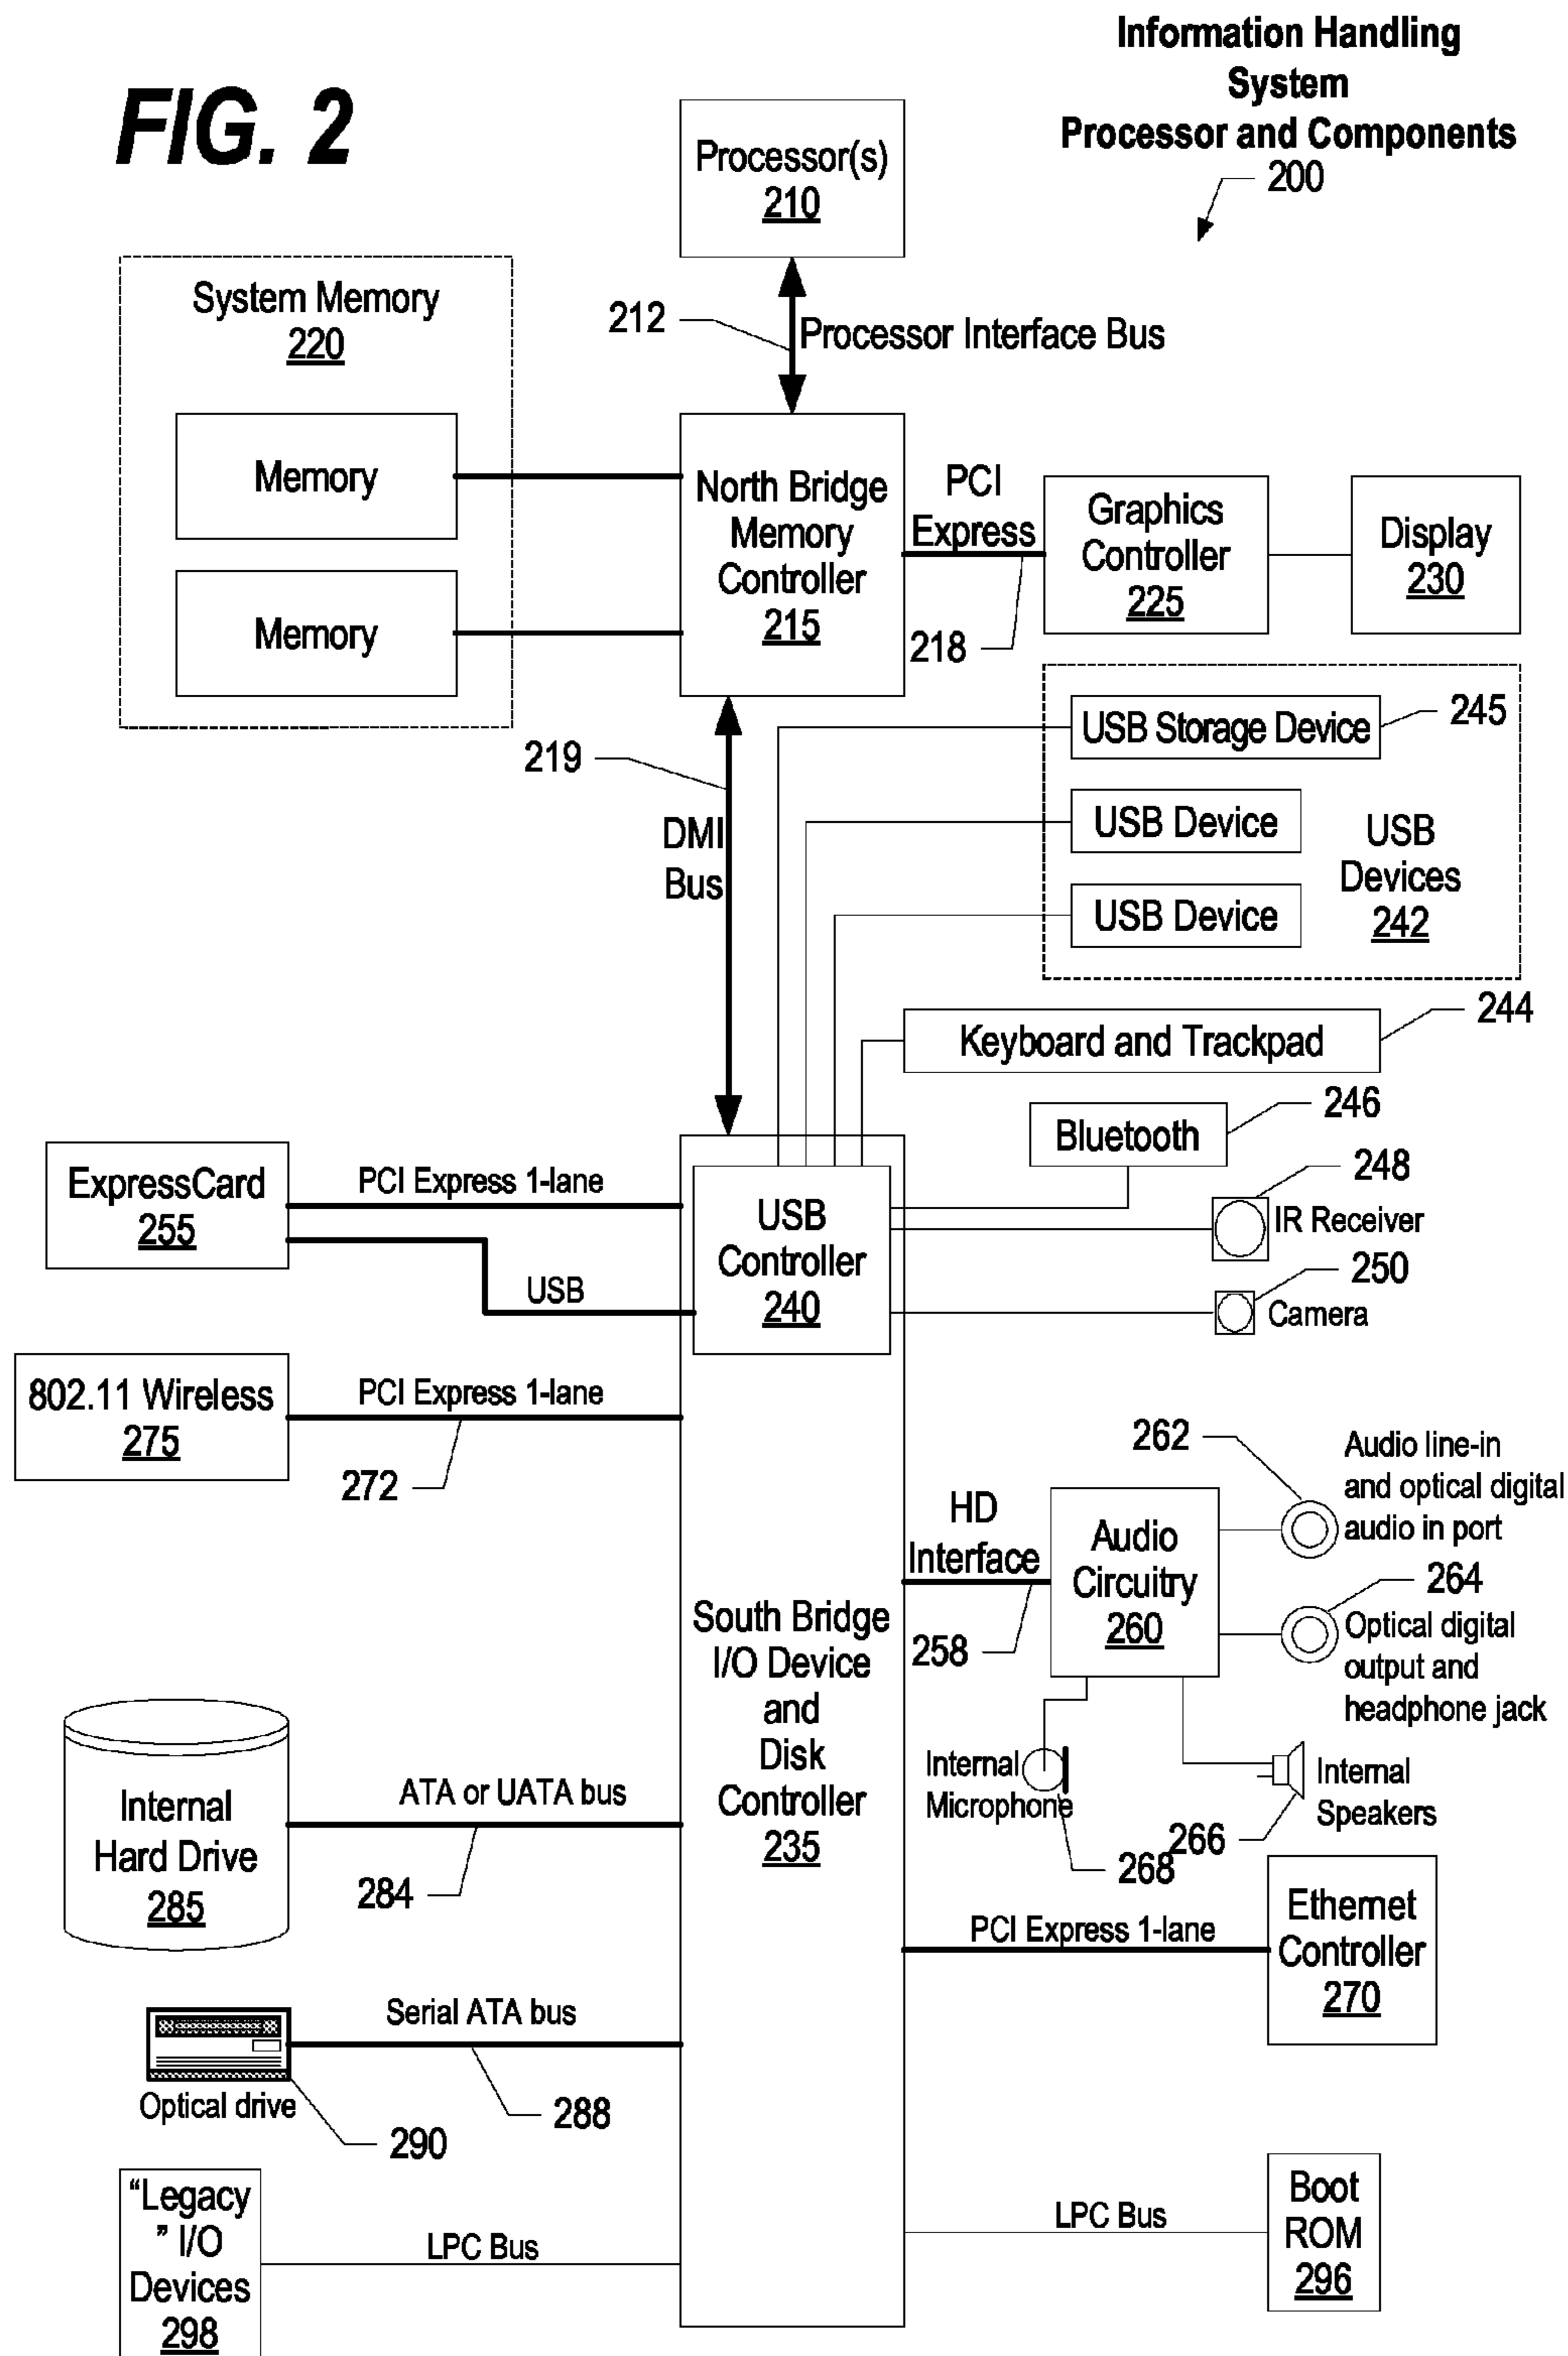 Information Handling
System
Processor and Components
200
FIG. 2
Processor(s)
210
System Memory
220
212
Processor Interface Bus
Memory
Memory
North Bridge
Memory
Controller
215
PCI
Express
218
Graphics
Controller
225
Display
230
219
DMI
Bus
USB Storage Device
245
USB Device
USB Device
USB
Devices
242
Keyboard and Trackpad
244
Bluetooth
246
248
IR Receiver
250
Camera
ExpressCard
255
PCI Express 1-lane
USB
USB
Controller
240
802.11 Wireless
275
PCI Express 1-lane
272
262
Audio line-in
and optical digital
audio in port
HD
Interface
258
Audio
Circuitry
260
264
Optical digital
output and
headphone jack
South Bridge
I/O Device
and
Disk
Controller
235
Internal
Microphone
268
Internal
Speakers
266
Internal
Hard Drive
285
ATA or UATA bus
284
PCI Express 1-lane
Ethernet
Controller
270
Serial ATA bus
288
Optical drive
290
“Legacy
” I/O
Devices
298
LPC Bus
LPC Bus
Boot
ROM
296